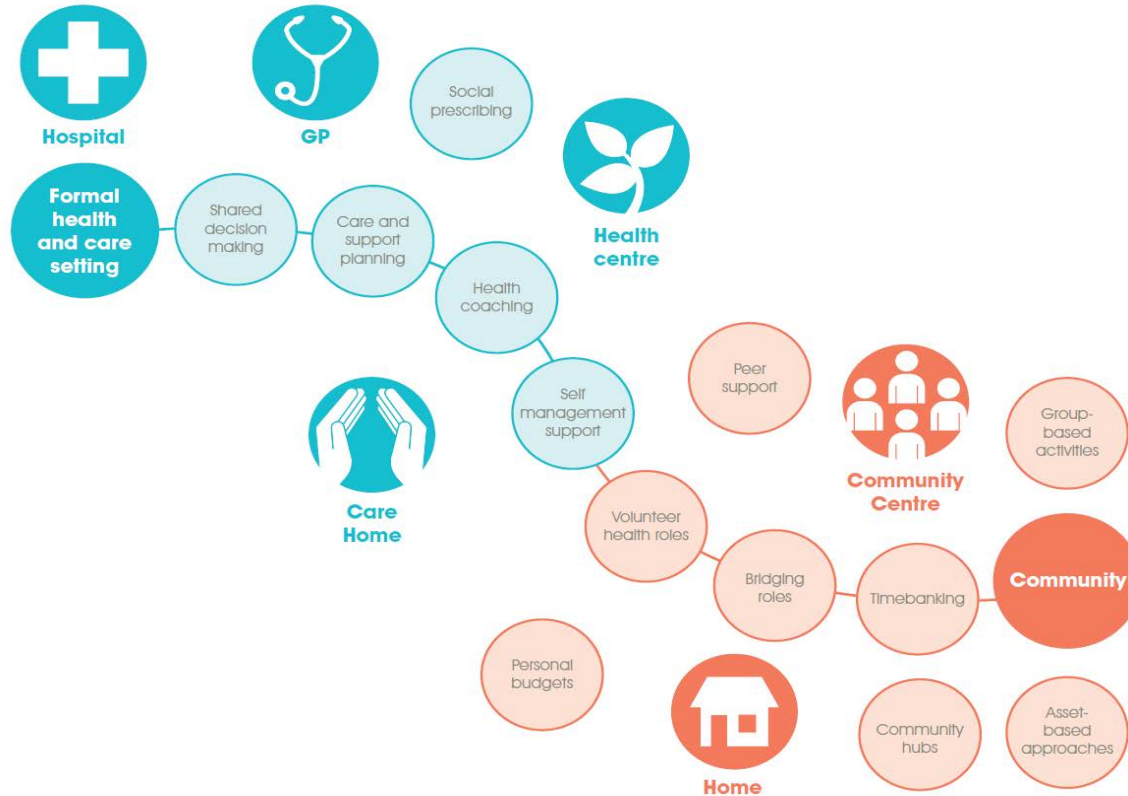 Hospital
GP
Social
prescribing
Formal
health
and care
setting
Shared
decision
making
Care and
support
planning
Health
centre
Health
coaching
Care
Home
Self
management
support
Peer
support
Community
Centre
Group-
based
activities
Volunteer
health roles
Bridging
roles
Timebanking
Community
Personal
budgets
Home
Community
hubs
Asset-
based
approaches